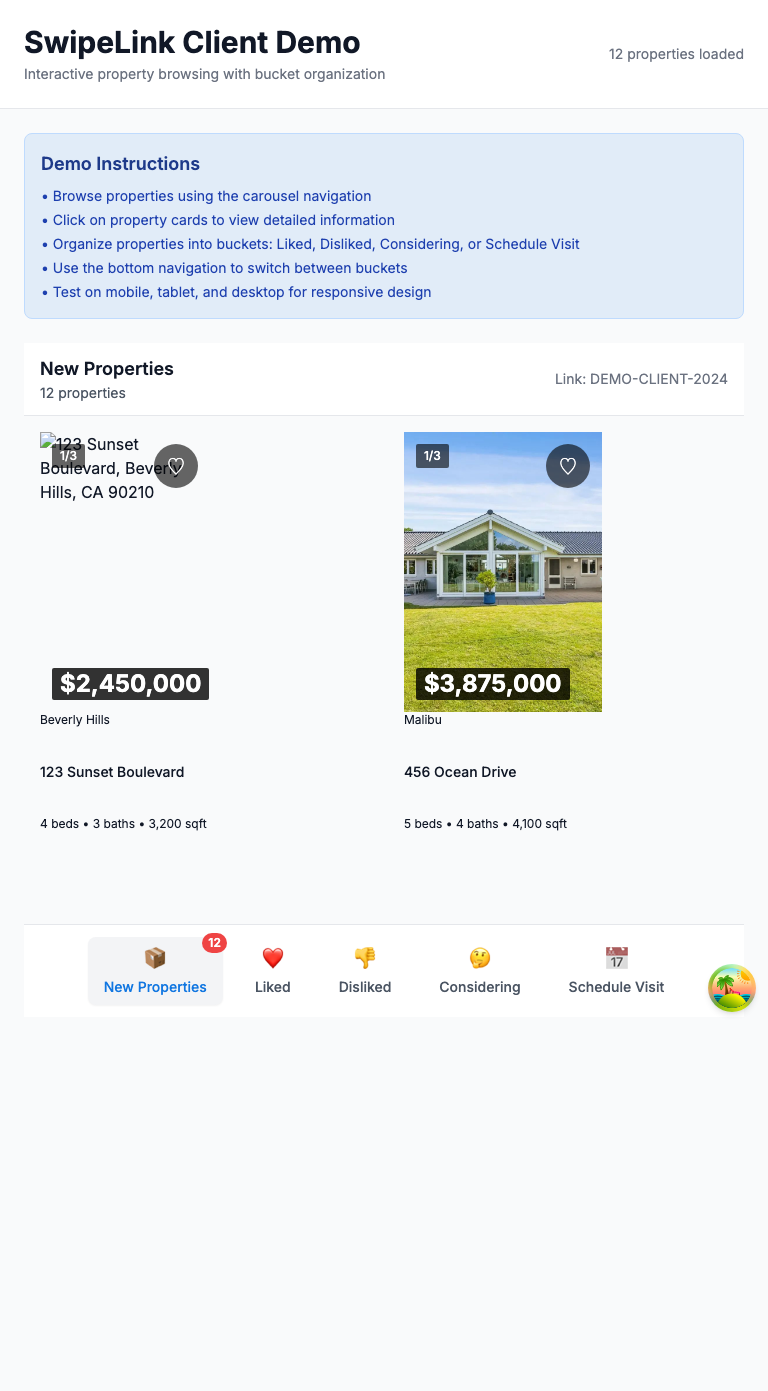 SwipeLink Client Demo
Interactive property browsing with bucket organization
12 properties loaded
Demo Instructions
• Browse properties using the carousel navigation
• Click on property cards to view detailed information
• Organize properties into buckets: Liked, Disliked, Considering, or Schedule Visit
• Use the bottom navigation to switch between buckets
• Test on mobile, tablet, and desktop for responsive design
New Properties
12 properties
Link: DEMO-CLIENT-2024
123 Sunset
Boulevard, Beverly
Hills, CA 90210
1/3
$2,450,000
Beverly Hills
123 Sunset Boulevard
4 beds • 3 baths • 3,200 sqft
1/3
$3,875,000
Malibu
456 Ocean Drive
5 beds • 4 baths • 4,100 sqft
12
New Properties
Liked
Disliked
Considering
17
Schedule Visit